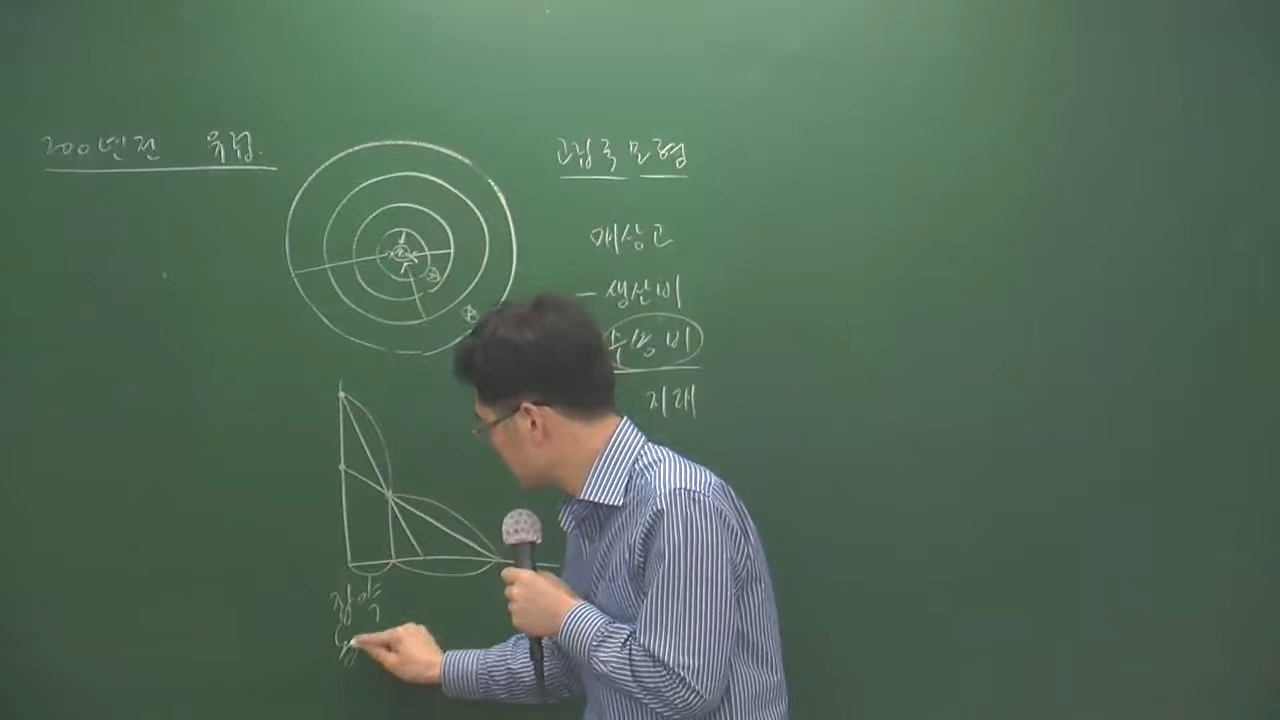 200년전 유럽.
고립국 모형
매상고
- 생산비
수송비
지대
집약